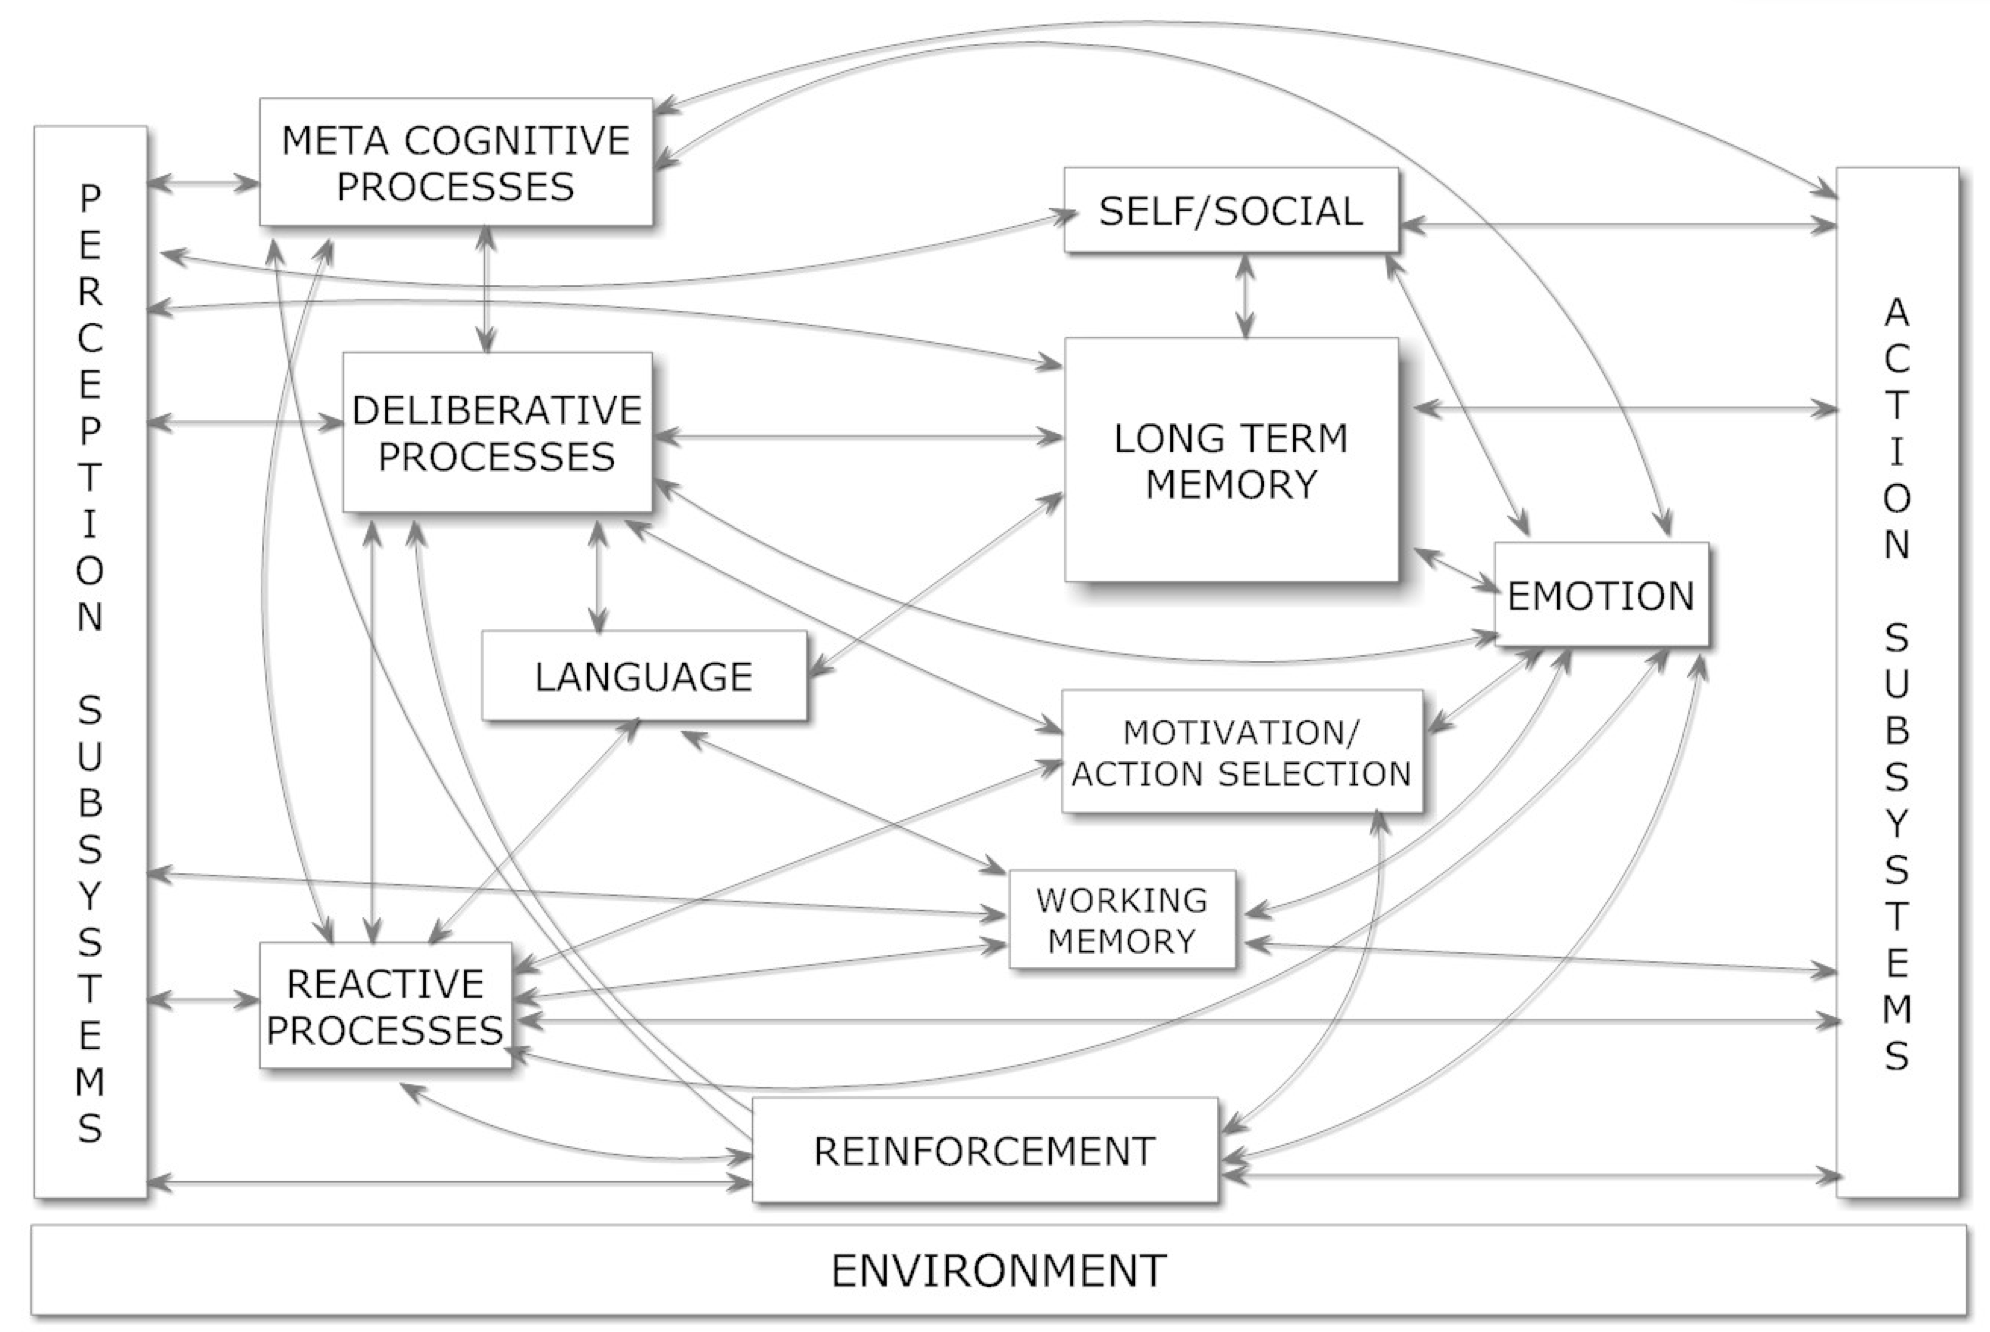 META COGNITIVE
PROCESSES
PERCEPTION SUBSYSTEMS
SELF/SOCIAL
ACTION SUBSYSTEMS
DELIBERATIVE
PROCESSES
LONG TERM
MEMORY
EMOTION
LANGUAGE
MOTIVATION/
ACTION SELECTION
WORKING
MEMORY
REACTIVE
PROCESSES
REINFORCEMENT
ENVIRONMENT